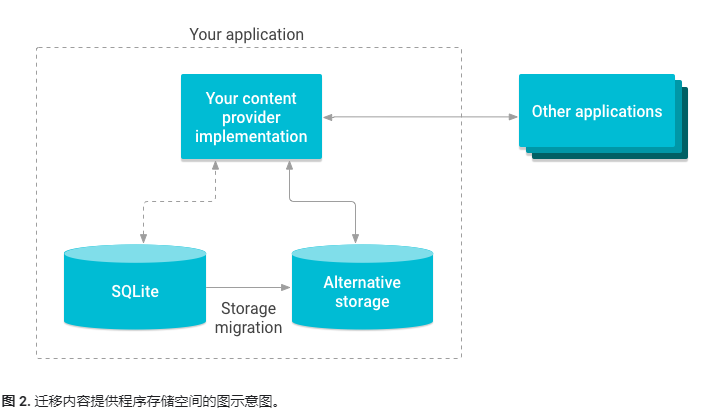 Your application
Your content
provider
implementation
Other applications
SQLite
Alternative
storage
Storage
migration
图 2. 迁移内容提供程序存储空间的图示意图。